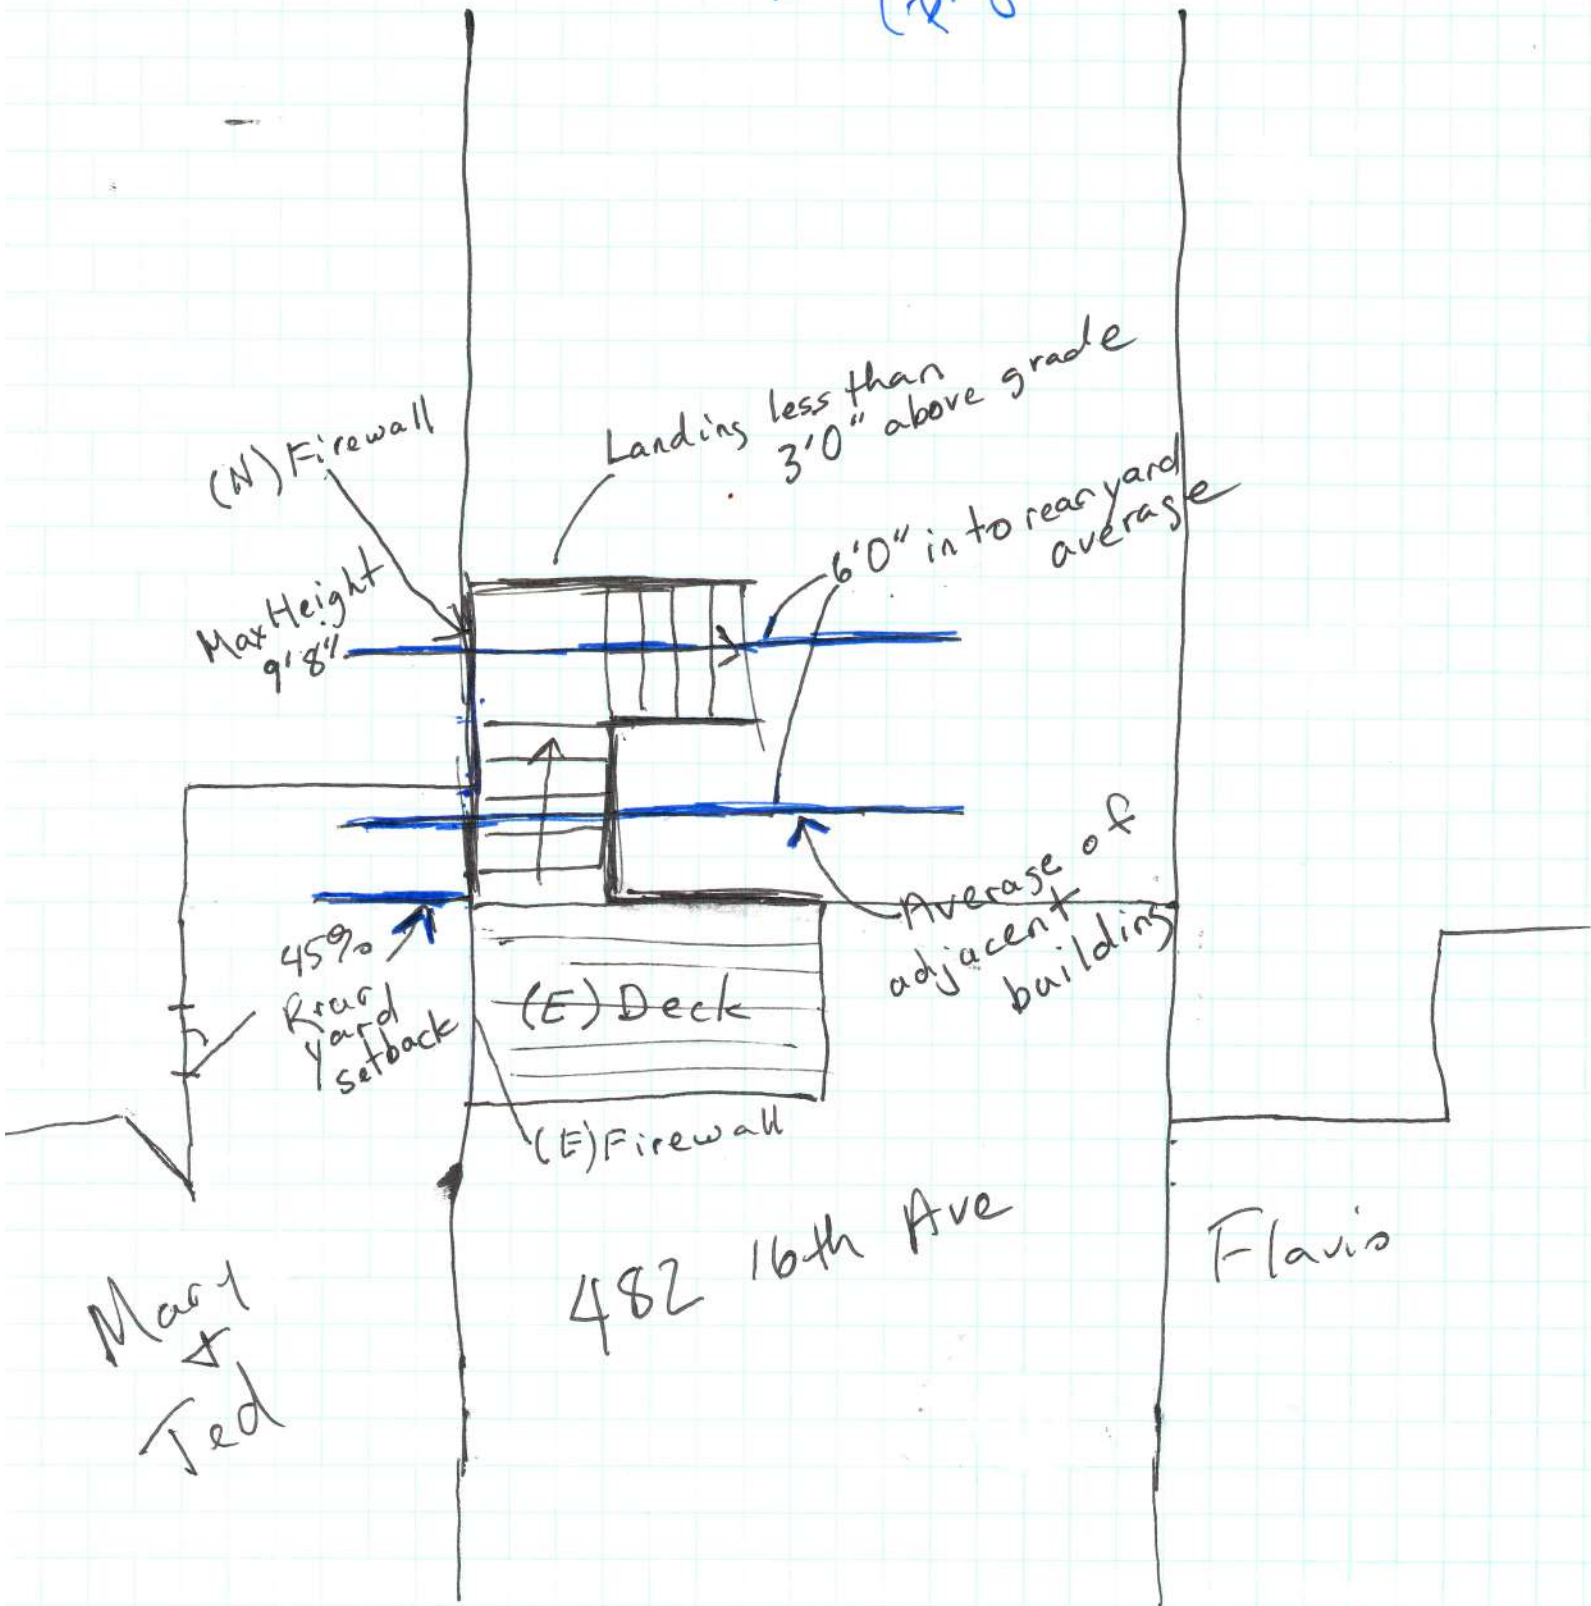 Landing less than
3'0" above grade
(N) Firewall
6'0" in to rear yard
average
Max Height
9'8"
Average of
adjacent
building
45%
Rear
Yard
setback
(E) Deck
(E) Firewall
482 16th Ave
Flavio
Mary
&
Ted